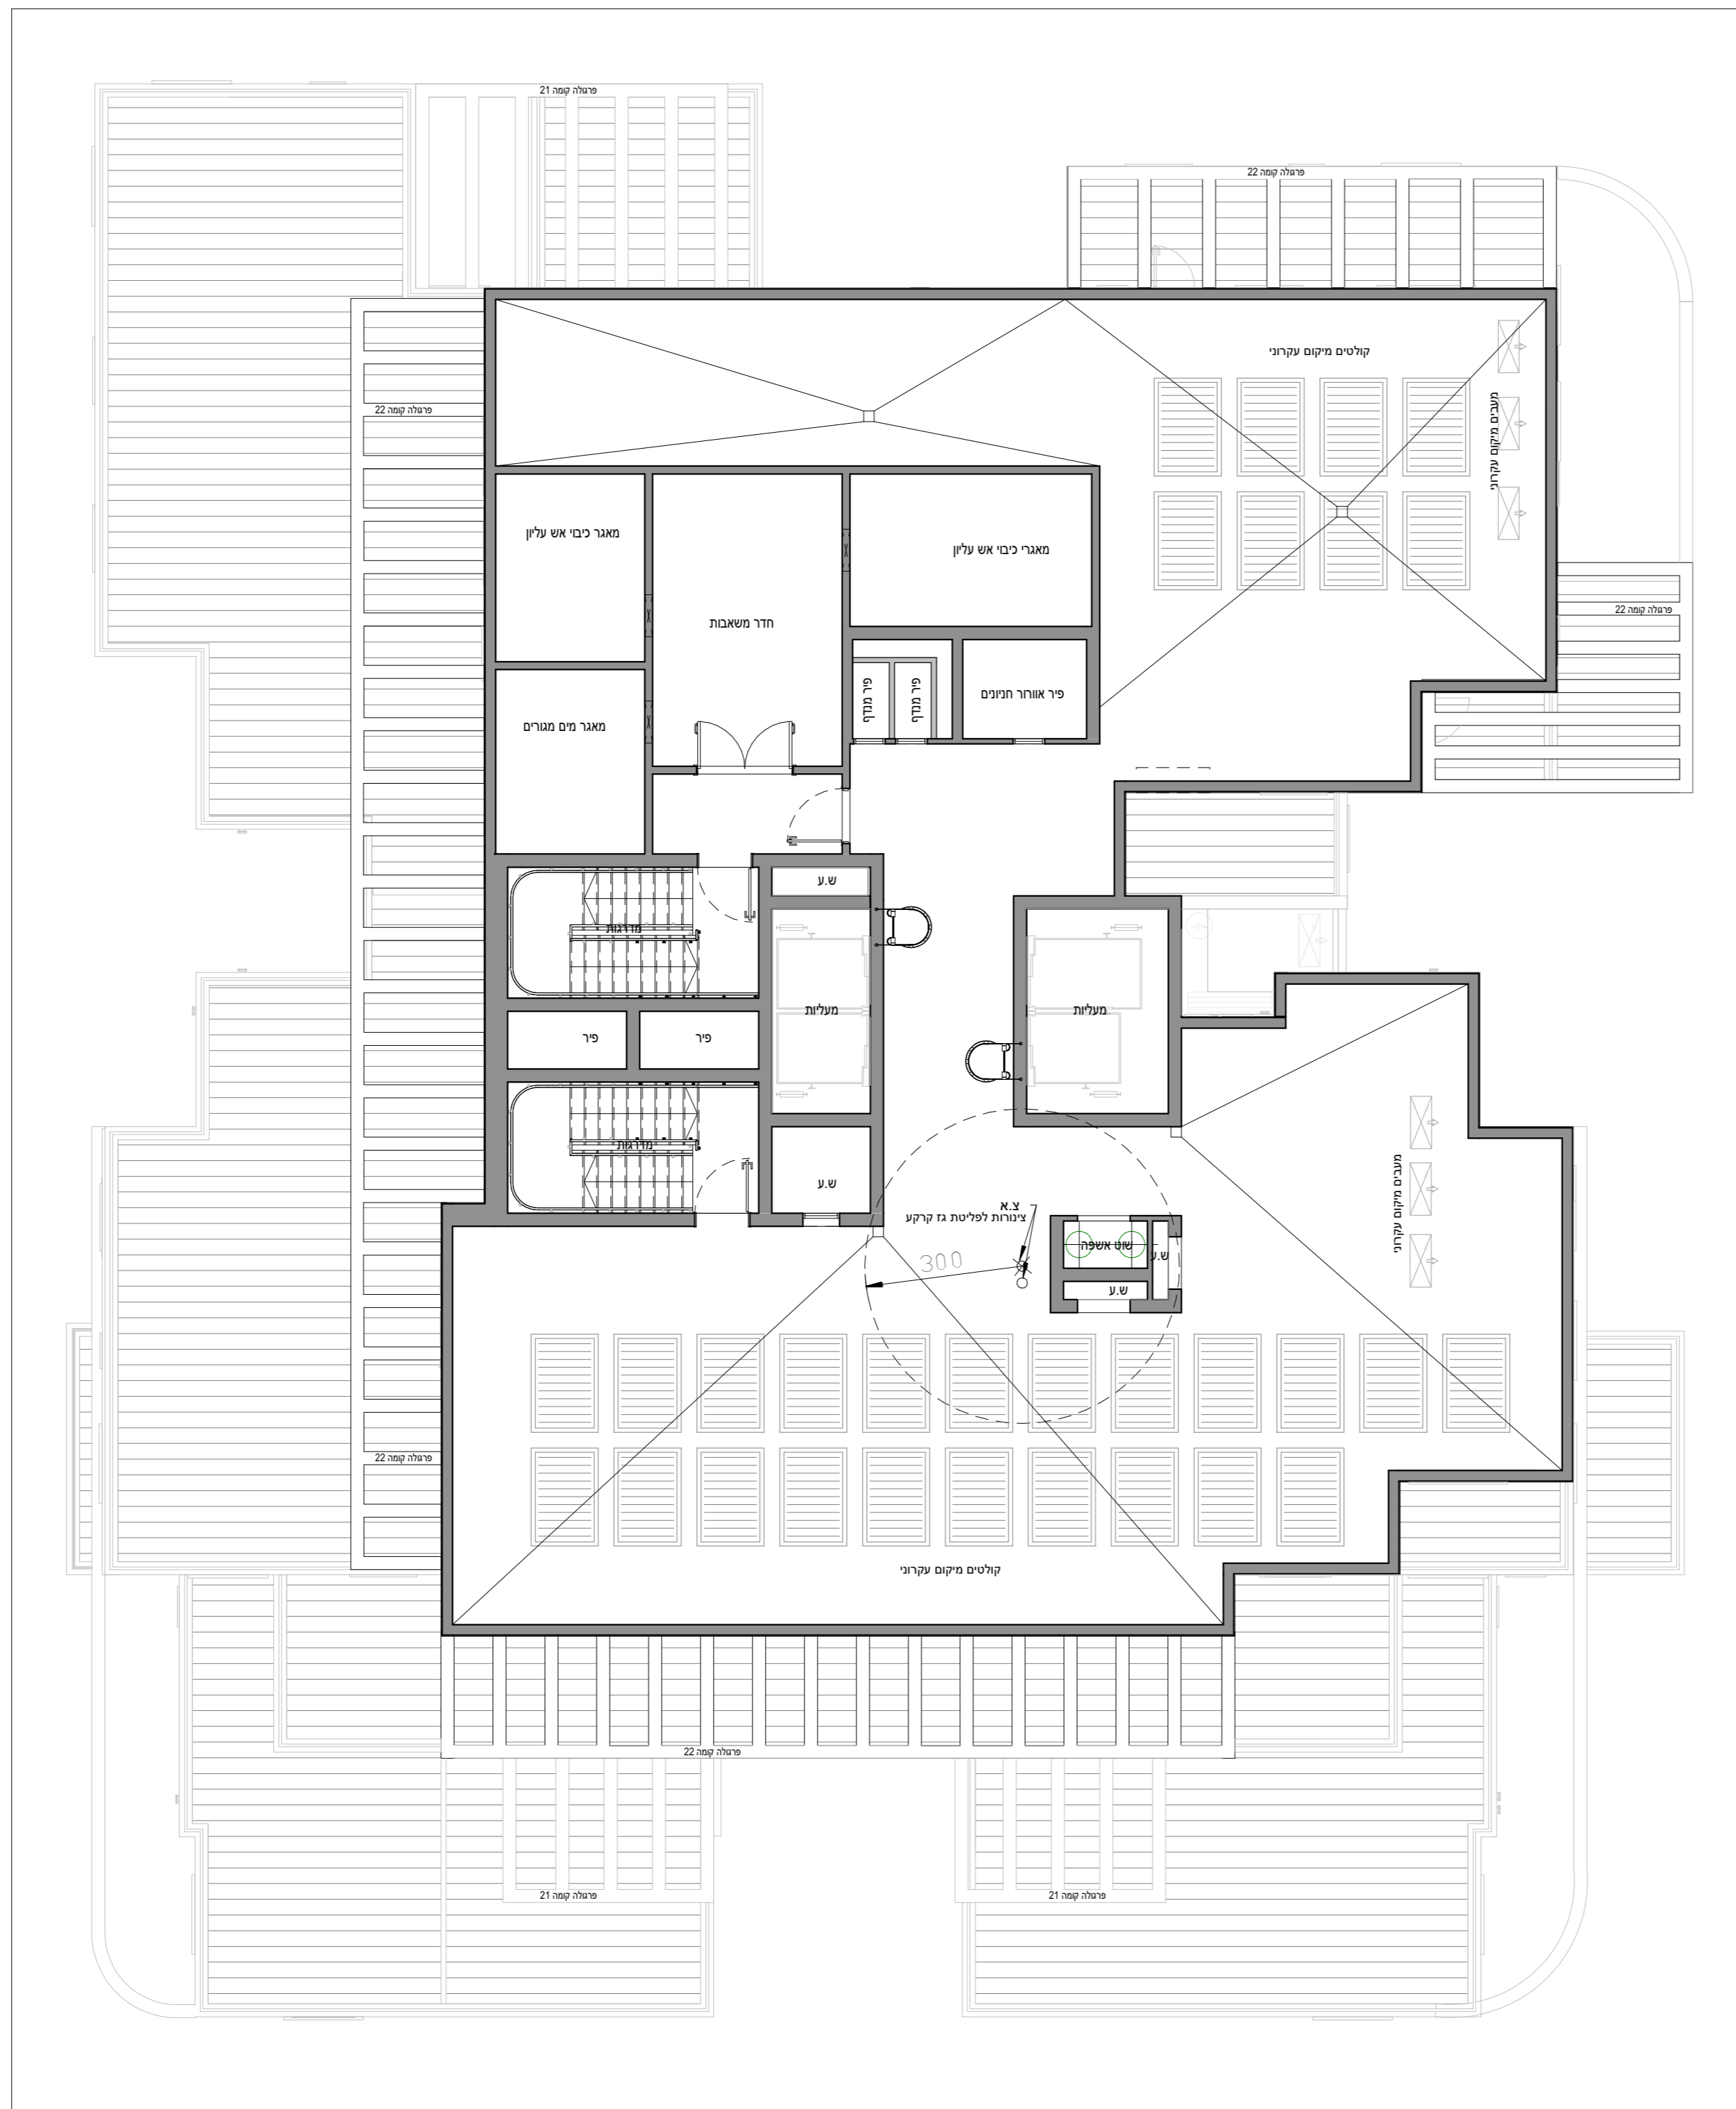 פרגולה קומה 21
פרגולה קומה 22
קולטים מיקום עקרוני
מעבים מיקום עקרוני
פרגולה קומה 22
מאגר כיבוי אש עליון
מאגרי כיבוי אש עליון
חדר משאבות
פרגולה קומה 22
פיר מנדף
פיר מנדף
פיר אוורור חניונים
מאגר מים מגורים
ש.ע
מדרגות
מעליות
מעליות
פיר
פיר
מדרגות
ש.ע
מעבים מיקום עקרוני
צ.א
צינורות לפליטת גז קרקע
שוט אשפה
ש.ע
300
ש.ע
פרגולה קומה 22
קולטים מיקום עקרוני
פרגולה קומה 22
פרגולה קומה 21
פרגולה קומה 21